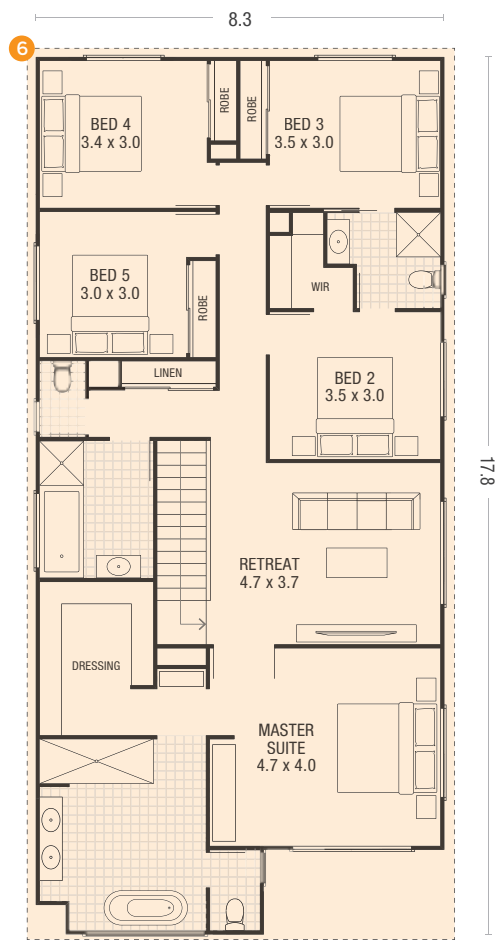 8.3
6
BED 4
3.4 x 3.0
ROBE
ROBE
BED 3
3.5 x 3.0
BED 5
3.0 x 3.0
ROBE
WIR
LINEN
BED 2
3.5 x 3.0
17.8
RETREAT
4.7 x 3.7
DRESSING
MASTER
SUITE
4.7 x 4.0